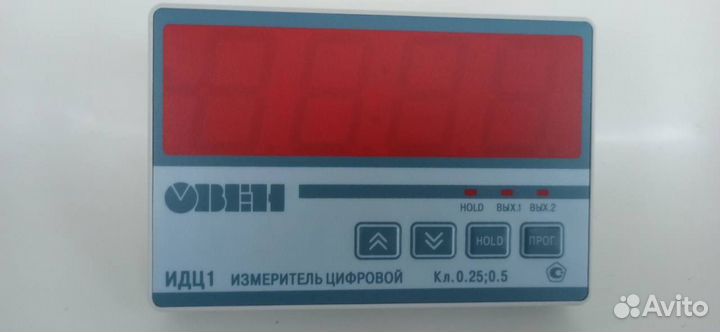 ОВЕН
HOLD ВЫХ.1 ВЫХ.2
HOLD ПРОГ.
ИДЦ1 ИЗМЕРИТЕЛЬ ЦИФРОВОЙ Кл.0.25;0.5
Avito